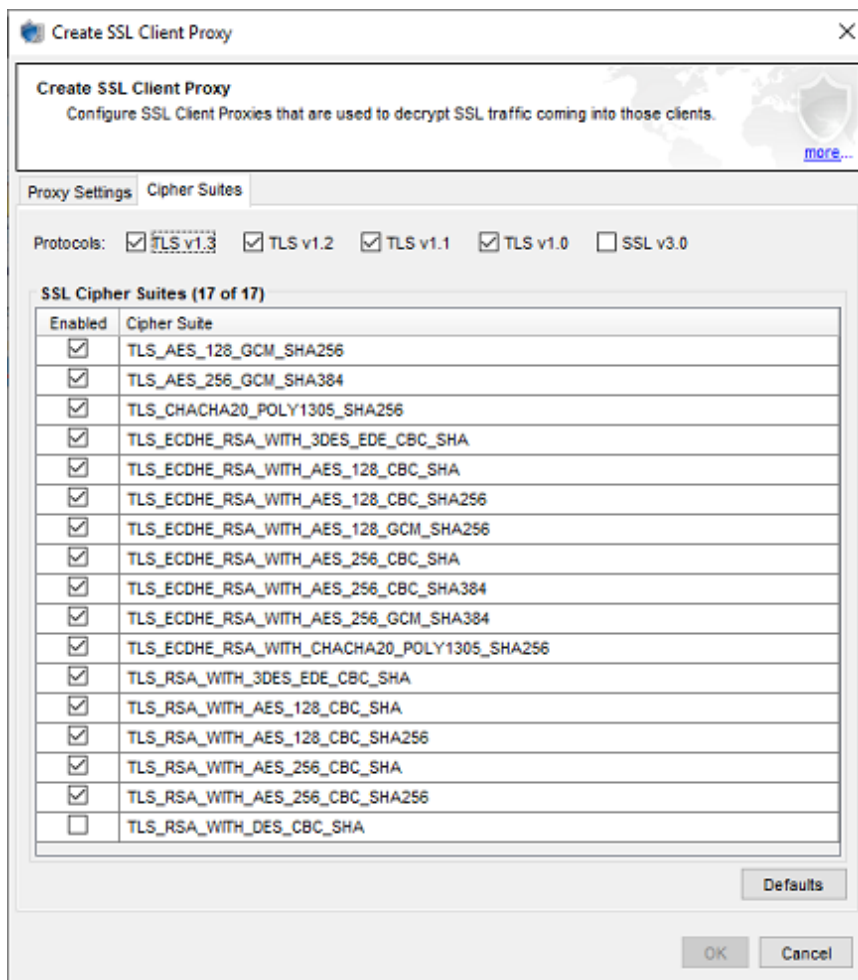 Create SSL Client Proxy
Create SSL Client Proxy
Configure SSL Client Proxies that are used to decrypt SSL traffic coming into those clients.
more...
Proxy Settings Cipher Suites
Protocols: TLS v1.3 TLS v1.2 TLS v1.1 TLS v1.0 SSL v3.0
SSL Cipher Suites (17 of 17)
Enabled Cipher Suite
TLS_AES_128_GCM_SHA256
TLS_AES_256_GCM_SHA384
TLS_CHACHA20_POLY1305_SHA256
TLS_ECDHE_RSA_WITH_3DES_EDE_CBC_SHA
TLS_ECDHE_RSA_WITH_AES_128_CBC_SHA
TLS_ECDHE_RSA_WITH_AES_128_CBC_SHA256
TLS_ECDHE_RSA_WITH_AES_128_GCM_SHA256
TLS_ECDHE_RSA_WITH_AES_256_CBC_SHA
TLS_ECDHE_RSA_WITH_AES_256_CBC_SHA384
TLS_ECDHE_RSA_WITH_AES_256_GCM_SHA384
TLS_ECDHE_RSA_WITH_CHACHA20_POLY1305_SHA256
TLS_RSA_WITH_3DES_EDE_CBC_SHA
TLS_RSA_WITH_AES_128_CBC_SHA
TLS_RSA_WITH_AES_128_CBC_SHA256
TLS_RSA_WITH_AES_256_CBC_SHA
TLS_RSA_WITH_AES_256_CBC_SHA256
TLS_RSA_WITH_DES_CBC_SHA
Defaults
OK Cancel